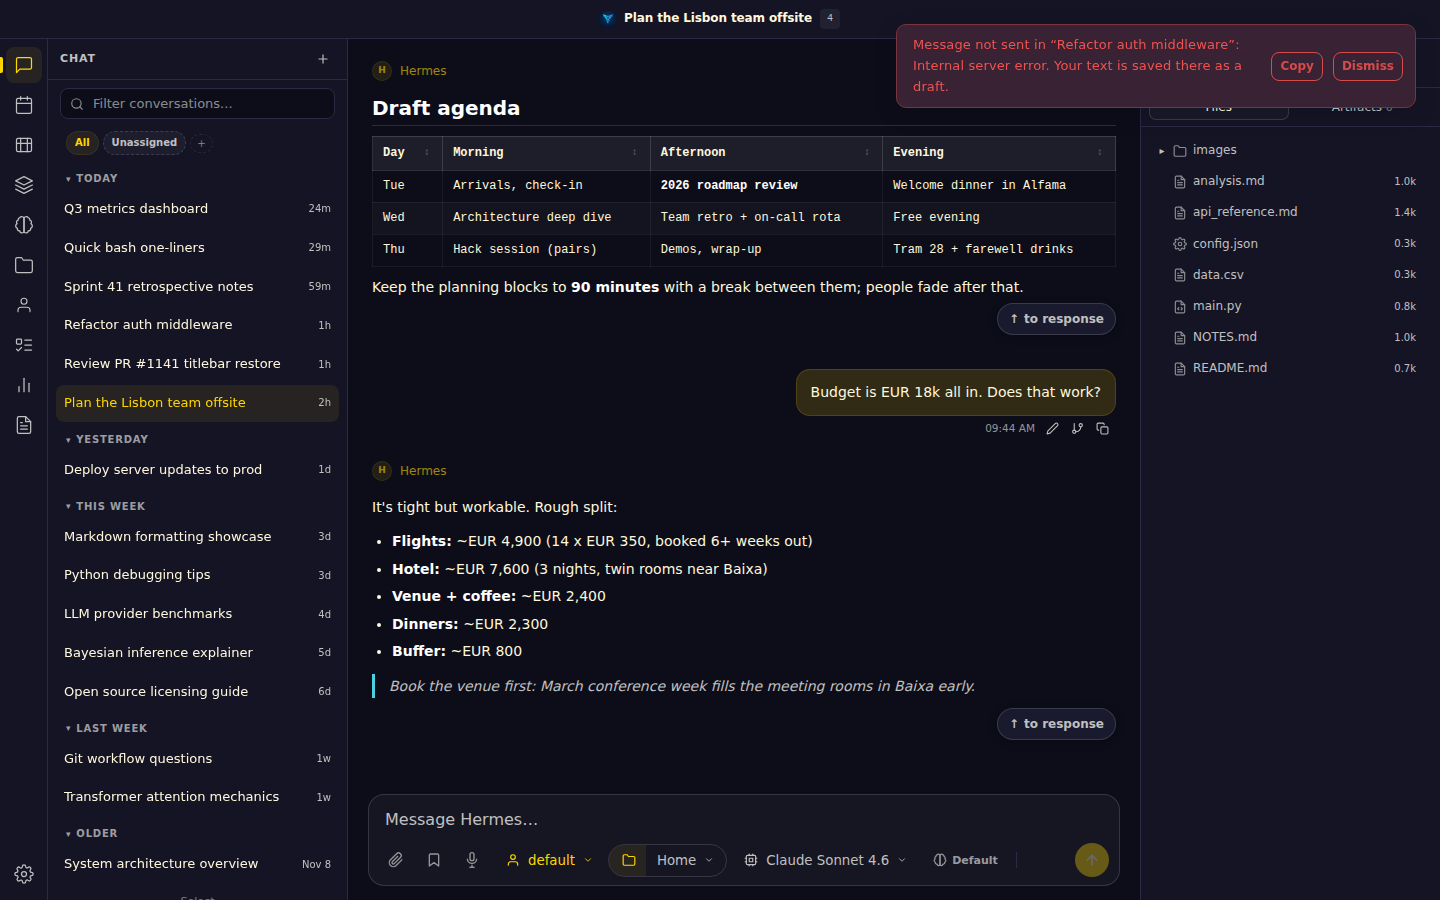 Plan the Lisbon team offsite 4
Message not sent in “Refactor auth middleware”:
Internal server error. Your text is saved there as a
draft.
Copy
Dismiss
CHAT
Filter conversations...
All
Unassigned
+
TODAY
Q3 metrics dashboard 24m
Quick bash one-liners 29m
Sprint 41 retrospective notes 59m
Refactor auth middleware 1h
Review PR #1141 titlebar restore 1h
Plan the Lisbon team offsite 2h
YESTERDAY
Deploy server updates to prod 1d
THIS WEEK
Markdown formatting showcase 3d
Python debugging tips 3d
LLM provider benchmarks 4d
Bayesian inference explainer 5d
Open source licensing guide 6d
LAST WEEK
Git workflow questions 1w
Transformer attention mechanics 1w
OLDER
System architecture overview Nov 8
H Hermes
Draft agenda
Day Morning Afternoon Evening
Tue Arrivals, check-in 2026 roadmap review Welcome dinner in Alfama
Wed Architecture deep dive Team retro + on-call rota Free evening
Thu Hack session (pairs) Demos, wrap-up Tram 28 + farewell drinks
Keep the planning blocks to 90 minutes with a break between them; people fade after that.
↑ to response
Budget is EUR 18k all in. Does that work?
09:44 AM
H Hermes
It's tight but workable. Rough split:
• Flights: ~EUR 4,900 (14 x EUR 350, booked 6+ weeks out)
• Hotel: ~EUR 7,600 (3 nights, twin rooms near Baixa)
• Venue + coffee: ~EUR 2,400
• Dinners: ~EUR 2,300
• Buffer: ~EUR 800
Book the venue first: March conference week fills the meeting rooms in Baixa early.
↑ to response
Message Hermes...
default
Home
Claude Sonnet 4.6
Default
images
analysis.md 1.0k
api_reference.md 1.4k
config.json 0.3k
data.csv 0.3k
main.py 0.8k
NOTES.md 1.0k
README.md 0.7k